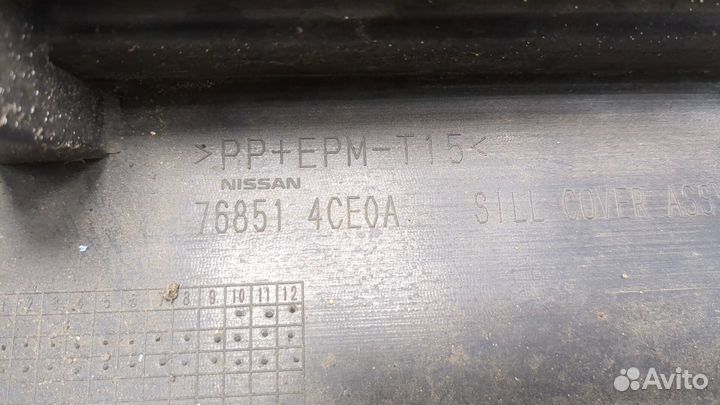 >PP+EPM-T15<
NISSAN
76851 4CE0A SILL COVER ASS
1 2 3 4 5 6 7 8 9 10 11 12
Avito